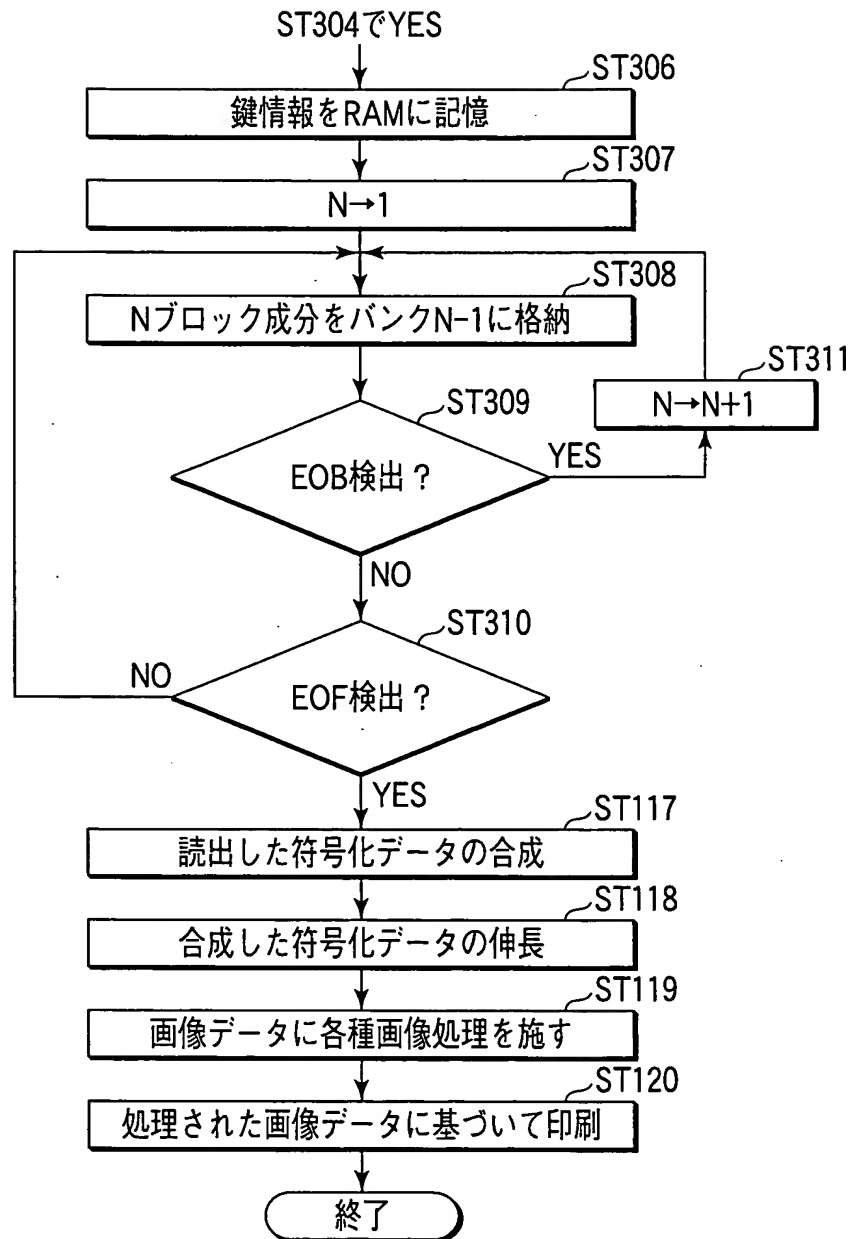 ST304でYES
ST306
鍵情報をRAMに記憶
ST307
N→1
ST308
Nブロック成分をバンクN-1に格納
ST311
N→N+1
ST309
EOB検出？
YES
NO
ST310
EOF検出？
NO
YES
ST117
読出した符号化データの合成
ST118
合成した符号化データの伸長
ST119
画像データに各種画像処理を施す
ST120
処理された画像データに基づいて印刷
終了